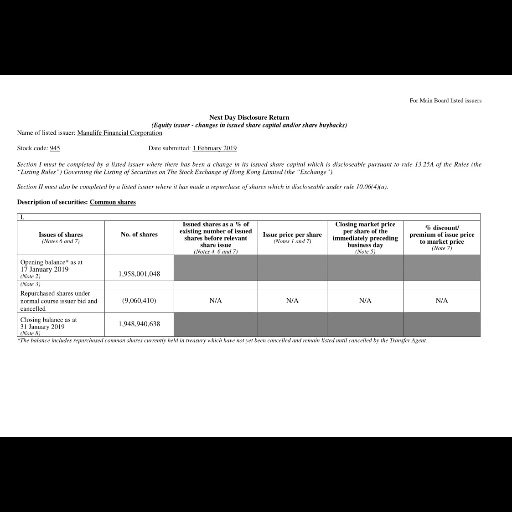 For Main Board listed issuers
Next Day Disclosure Return
(Equity issuer - changes in issued share capital and/or share buybacks)
Name of listed issuer: Manulife Financial Corporation
Stock code: 945 Date submitted: 1 February 2019
Section I must be completed by a listed issuer where there has been a change in its issued share capital which is discloseable pursuant to rule 13.25A of the Rules (the
"Listing Rules") Governing the Listing of Securities on The Stock Exchange of Hong Kong Limited (the "Exchange").
Section II must also be completed by a listed issuer where it has made a repurchase of shares which is discloseable under rule 10.06(4)(a).
Description of securities: Common shares
I.
Issues of shares
(Notes 6 and 7)
No. of shares
Issued shares as a % of
existing number of issued
shares before relevant
share issue
(Notes 4, 6 and 7)
Issue price per share
(Notes 1 and 7)
Closing market price
per share of the
immediately preceding
business day
(Note 5)
% discount/
premium of issue price
to market price
(Note 7)
Opening balance* as at
17 January 2019
(Note 2)
1,958,001,048
(Note 3)
Repurchased shares under
normal course issuer bid and
cancelled
(9,060,410) N/A N/A N/A N/A
Closing balance as at
31 January 2019
(Note 8)
1,948,940,638
*The balance includes repurchased common shares currently held in treasury which have not yet been cancelled and remain listed until cancelled by the Transfer Agent.